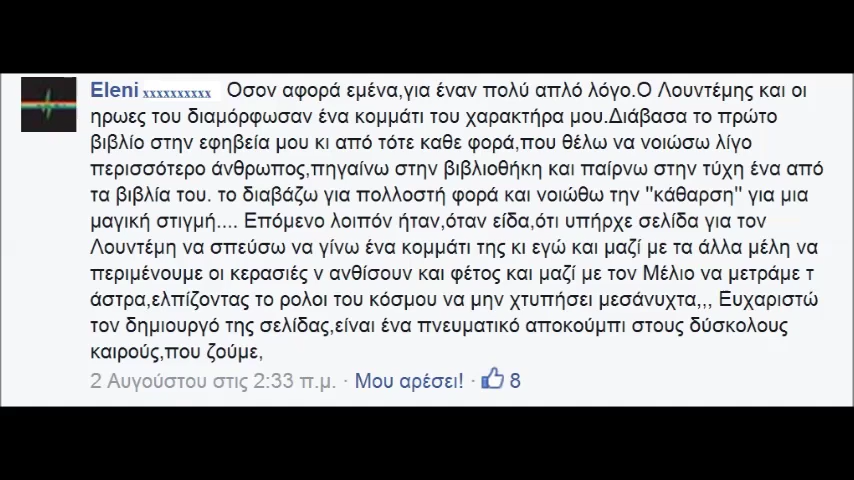 Eleni xxxxxxxxxx Οσον αφορά εμένα,για έναν πολύ απλό λόγο.Ο Λουντέμης και οι
ηρωες του διαμόρφωσαν ένα κομμάτι του χαρακτήρα μου.Διάβασα το πρώτο
βιβλίο στην εφηβεία μου κι από τότε καθε φορά,που θέλω να νοιώσω λίγο
περισσότερο άνθρωπος,πηγαίνω στην βιβλιοθήκη και παίρνω στην τύχη ένα από
τα βιβλία του. το διαβάζω για πολλοστή φορά και νοιώθω την "κάθαρση" για μια
μαγική στιγμή.... Επόμενο λοιπόν ήταν,όταν είδα,ότι υπήρχε σελίδα για τον
Λουντέμη να σπεύσω να γίνω ένα κομμάτι της κι εγώ και μαζί με τα άλλα μέλη να
περιμένουμε οι κερασιές ν ανθίσουν και φέτος και μαζί με τον Μέλιο να μετράμε τ
άστρα,ελπίζοντας το ρολοι του κόσμου να μην χτυπήσει μεσάνυχτα,,, Ευχαριστώ
τον δημιουργό της σελίδας,είναι ένα πνευματικό αποκούμπι στους δύσκολους
καιρούς,που ζούμε,
2 Αυγούστου στις 2:33 π.μ. · Μου αρέσει! · 8